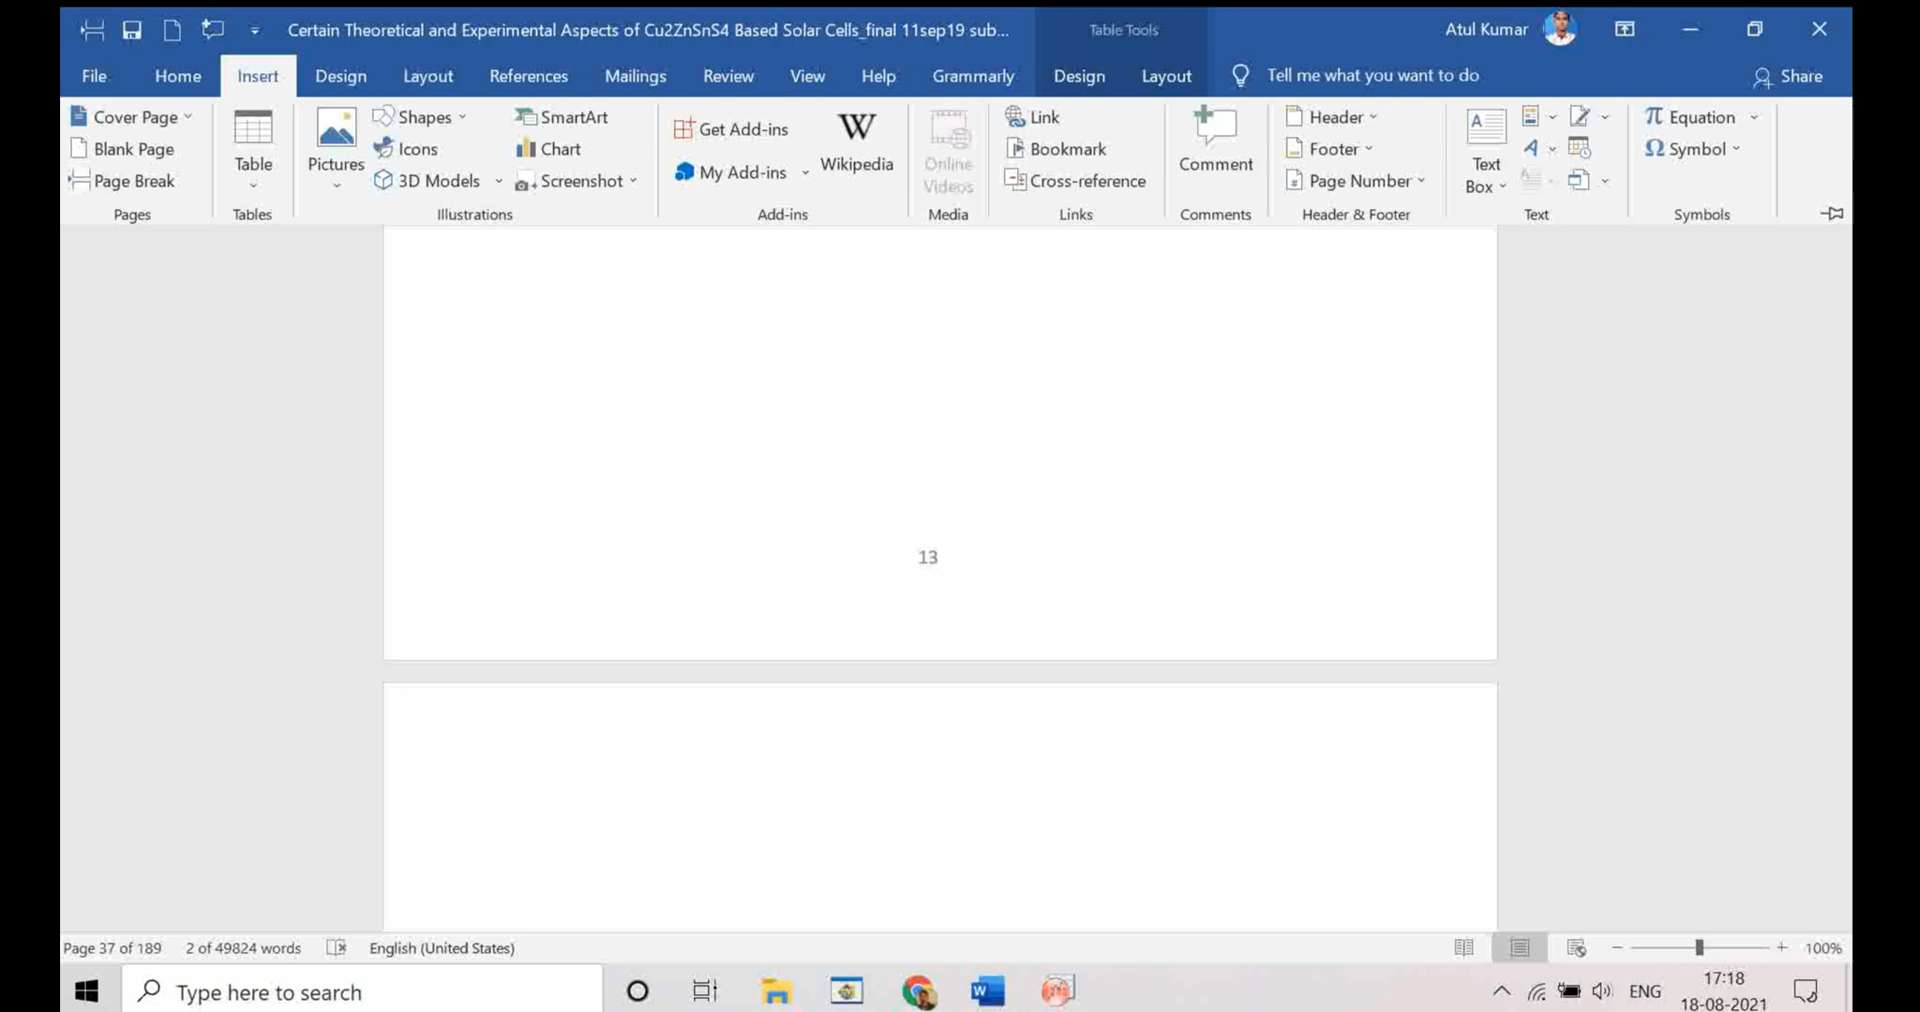 Certain Theoretical and Experimental Aspects of Cu2ZnSnS4 Based Solar Cells_final 11sep19 sub...
Table Tools
Atul Kumar
File Home Insert Design Layout References Mailings Review View Help Grammarly Design Layout Tell me what you want to do Share
Cover Page
Blank Page
Page Break
Pages
Table
Tables
Pictures
Shapes
Icons
3D Models
SmartArt
Chart
Screenshot
Illustrations
Get Add-ins
My Add-ins
W
Wikipedia
Add-ins
Online
Videos
Media
Link
Bookmark
Cross-reference
Links
Comment
Comments
Header
Footer
Page Number
Header & Footer
A
Text
Box
A
Text
π Equation
Ω Symbol
Symbols
13
Page 37 of 189 2 of 49824 words English (United States) 100%
Type here to search
W
ENG
17:18
18-08-2021